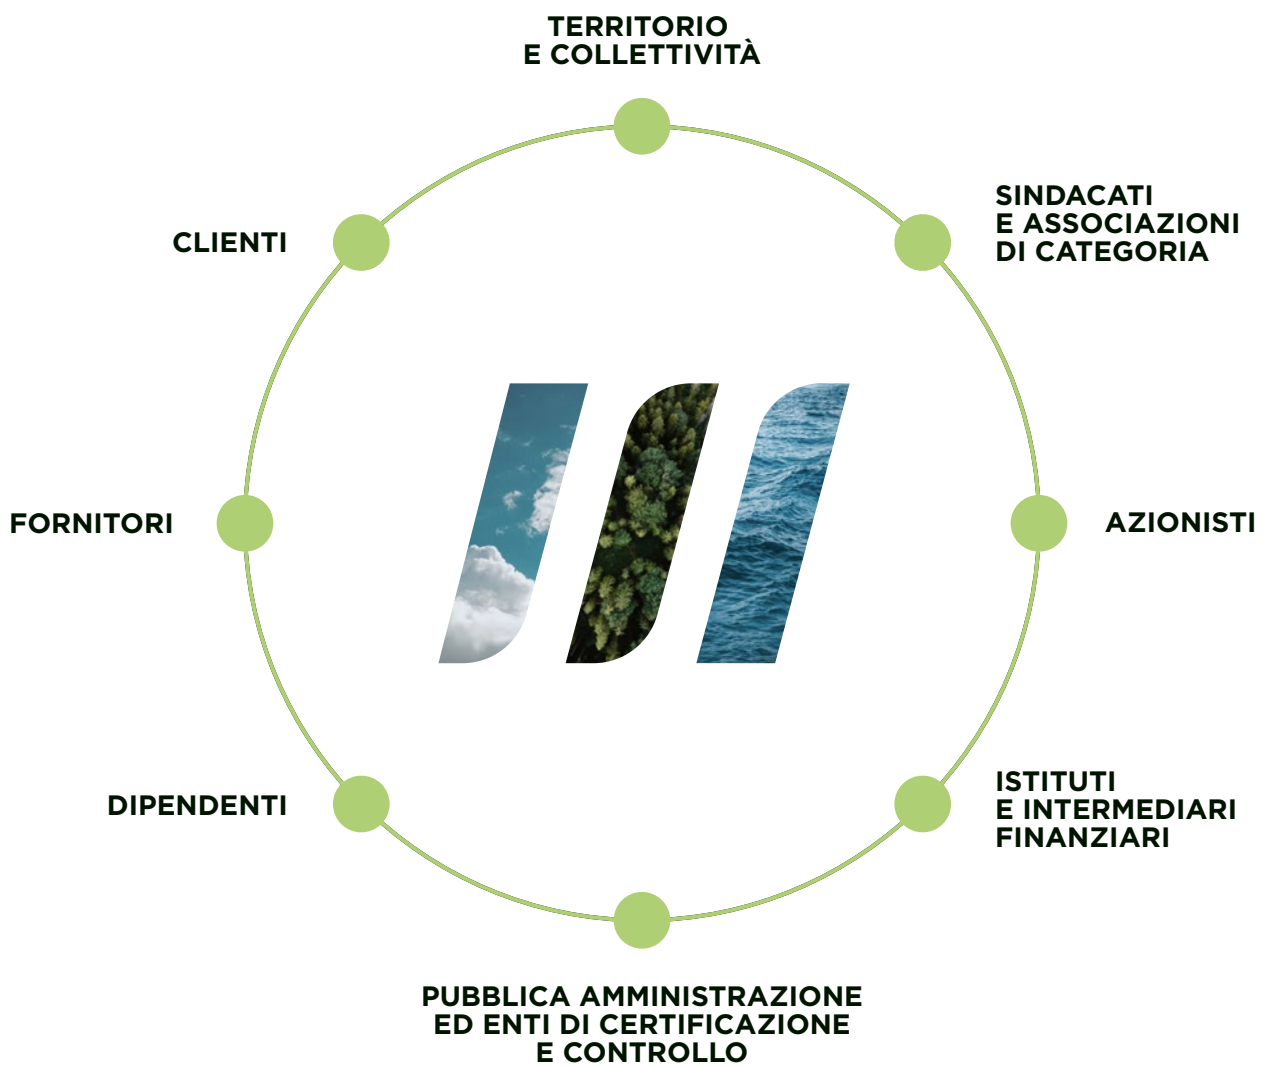 TERRITORIO
E COLLETTIVITÀ
SINDACATI
E ASSOCIAZIONI
DI CATEGORIA
CLIENTI
FORNITORI
AZIONISTI
ISTITUTI
E INTERMEDIARI
FINANZIARI
DIPENDENTI
PUBBLICA AMMINISTRAZIONE
ED ENTI DI CERTIFICAZIONE
E CONTROLLO